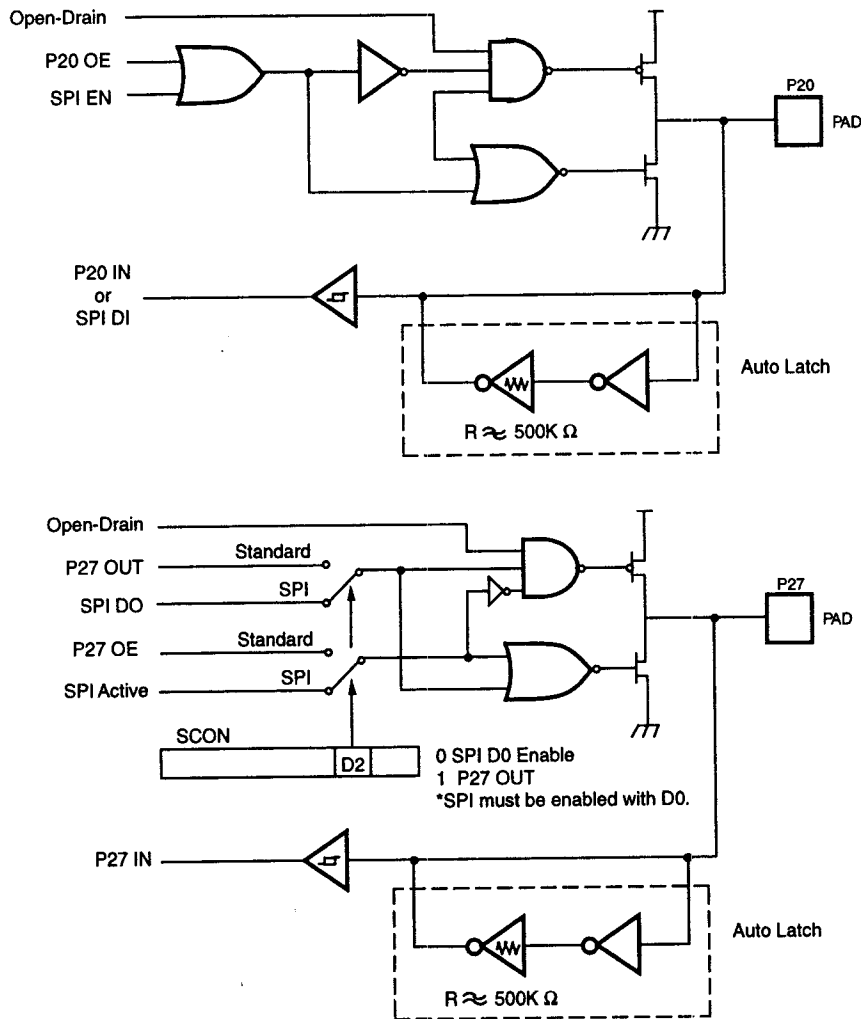 Open-Drain
P20 OE
SPI EN
P20
PAD
P20 IN
or
SPI DI
Auto Latch
R ≈ 500K Ω
Open-Drain
Standard
P27 OUT
SPI
SPI DO
P27
PAD
P27 OE
Standard
SPI
SPI Active
SCON
D2
0 SPI D0 Enable
1 P27 OUT
*SPI must be enabled with D0.
P27 IN
Auto Latch
R ≈ 500K Ω